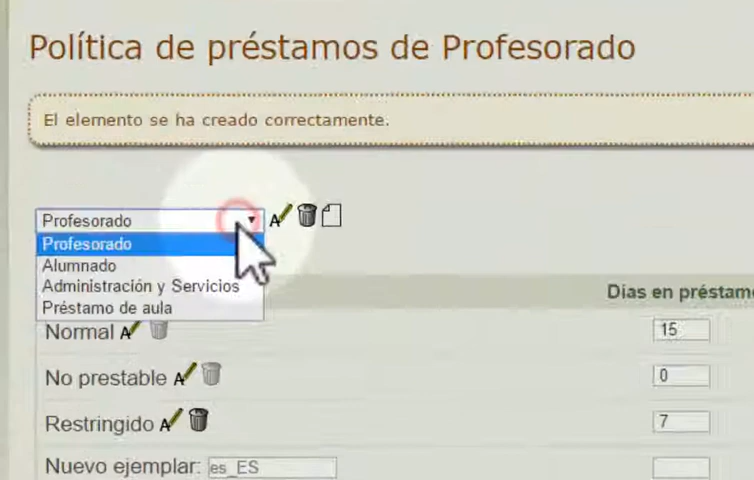 Política de préstamos de Profesorado
El elemento se ha creado correctamente.
Profesorado
Profesorado
Alumnado
Administración y Servicios
Préstamo de aula
Días en préstamo
Normal 15
No prestable 0
Restringido 7
Nuevo ejemplar: es_ES